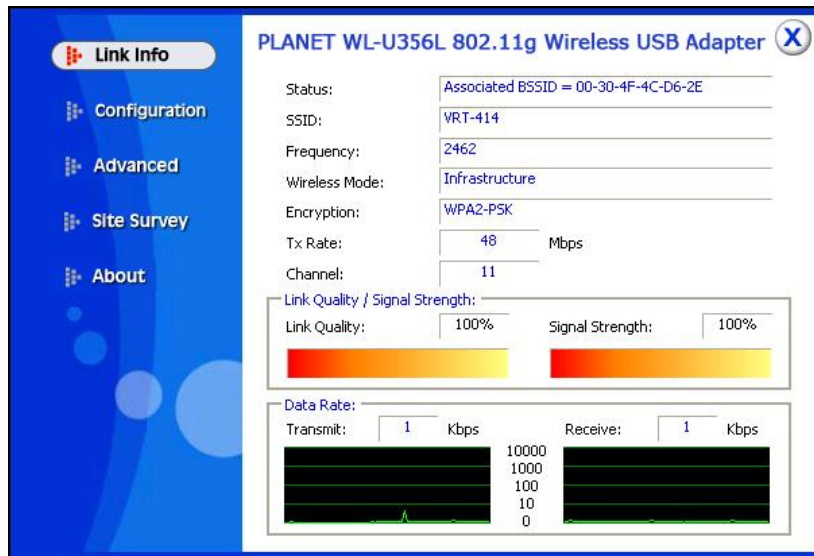 PLANET WL-U356L 802.11g Wireless USB Adapter X
Link Info
Configuration
Advanced
Site Survey
About
Status: Associated BSSID = 00-30-4F-4C-D6-2E
SSID: VRT-414
Frequency: 2462
Wireless Mode: Infrastructure
Encryption: WPA2-PSK
Tx Rate: 48 Mbps
Channel: 11
Link Quality / Signal Strength:
Link Quality: 100% Signal Strength: 100%
Data Rate:
Transmit: 1 Kbps Receive: 1 Kbps
10000
1000
100
10
0